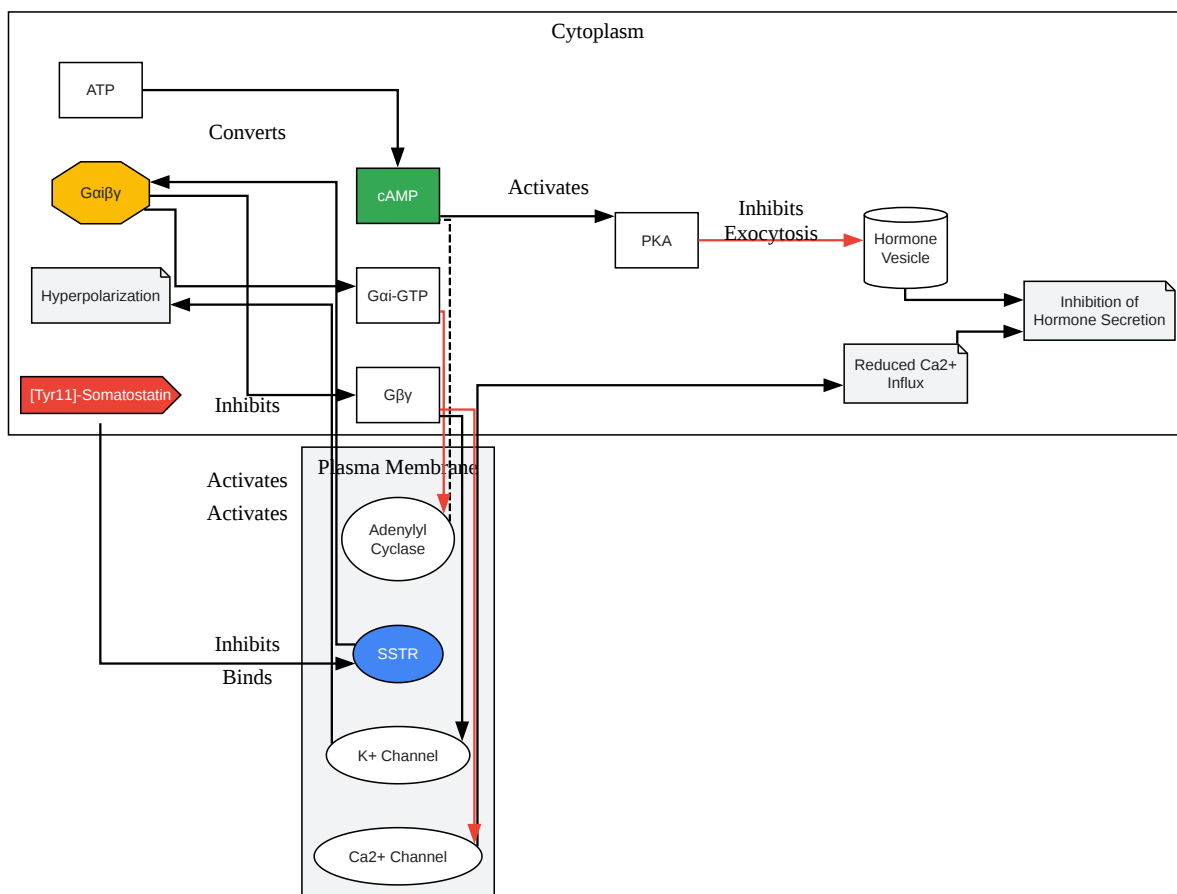 Cytoplasm
ATP
Converts
Gαiβγ
cAMP
Activates
PKA
Inhibits
Exocytosis
Hormone
Vesicle
Hyperpolarization
Gαi-GTP
Inhibition of
Hormone Secretion
Reduced Ca2+
Influx
[Tyr11]-Somatostatin
Inhibits
Gβγ
Plasma Membrane
Activates
Activates
Adenylyl
Cyclase
Inhibits
Binds
SSTR
K+ Channel
Ca2+ Channel